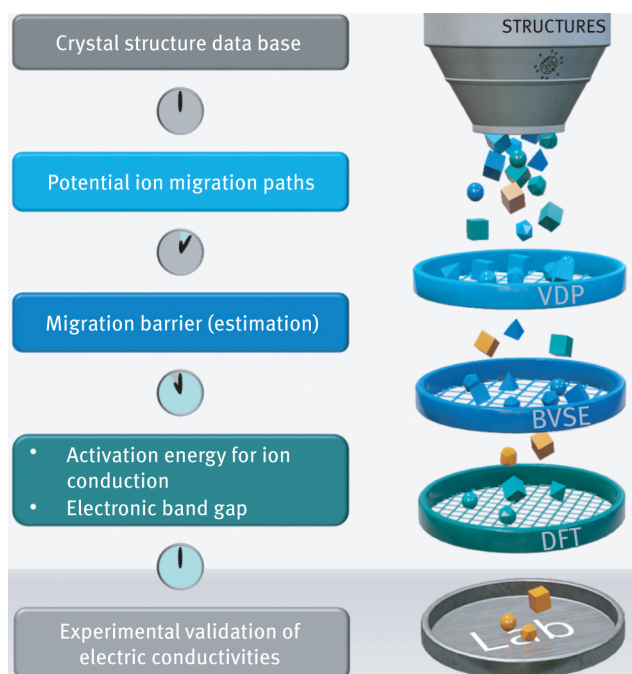 Crystal structure data base
STRUCTURES
Potential ion migration paths
VDP
Migration barrier (estimation)
BVSE
• Activation energy for ion
conduction
• Electronic band gap
DFT
Experimental validation of
electric conductivities
Lab